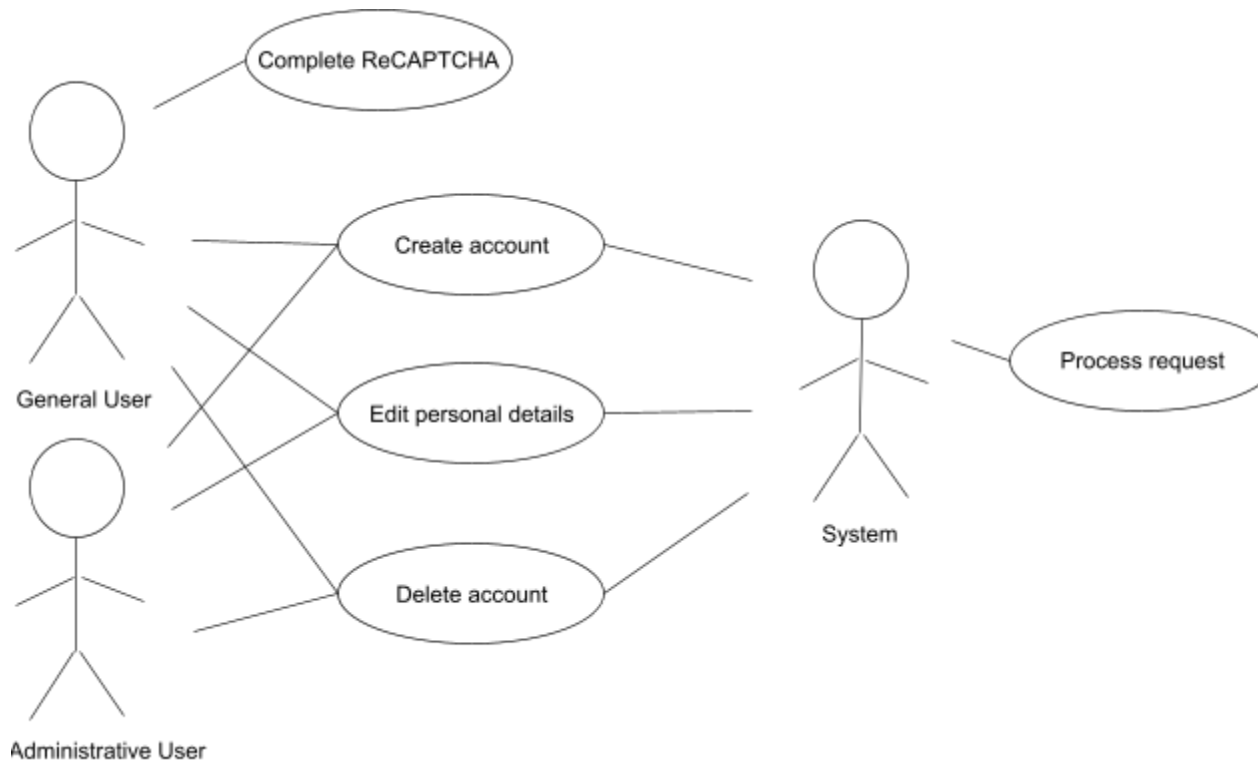 Complete ReCAPTCHA
Create account
Process request
General User
Edit personal details
System
Delete account
Administrative User